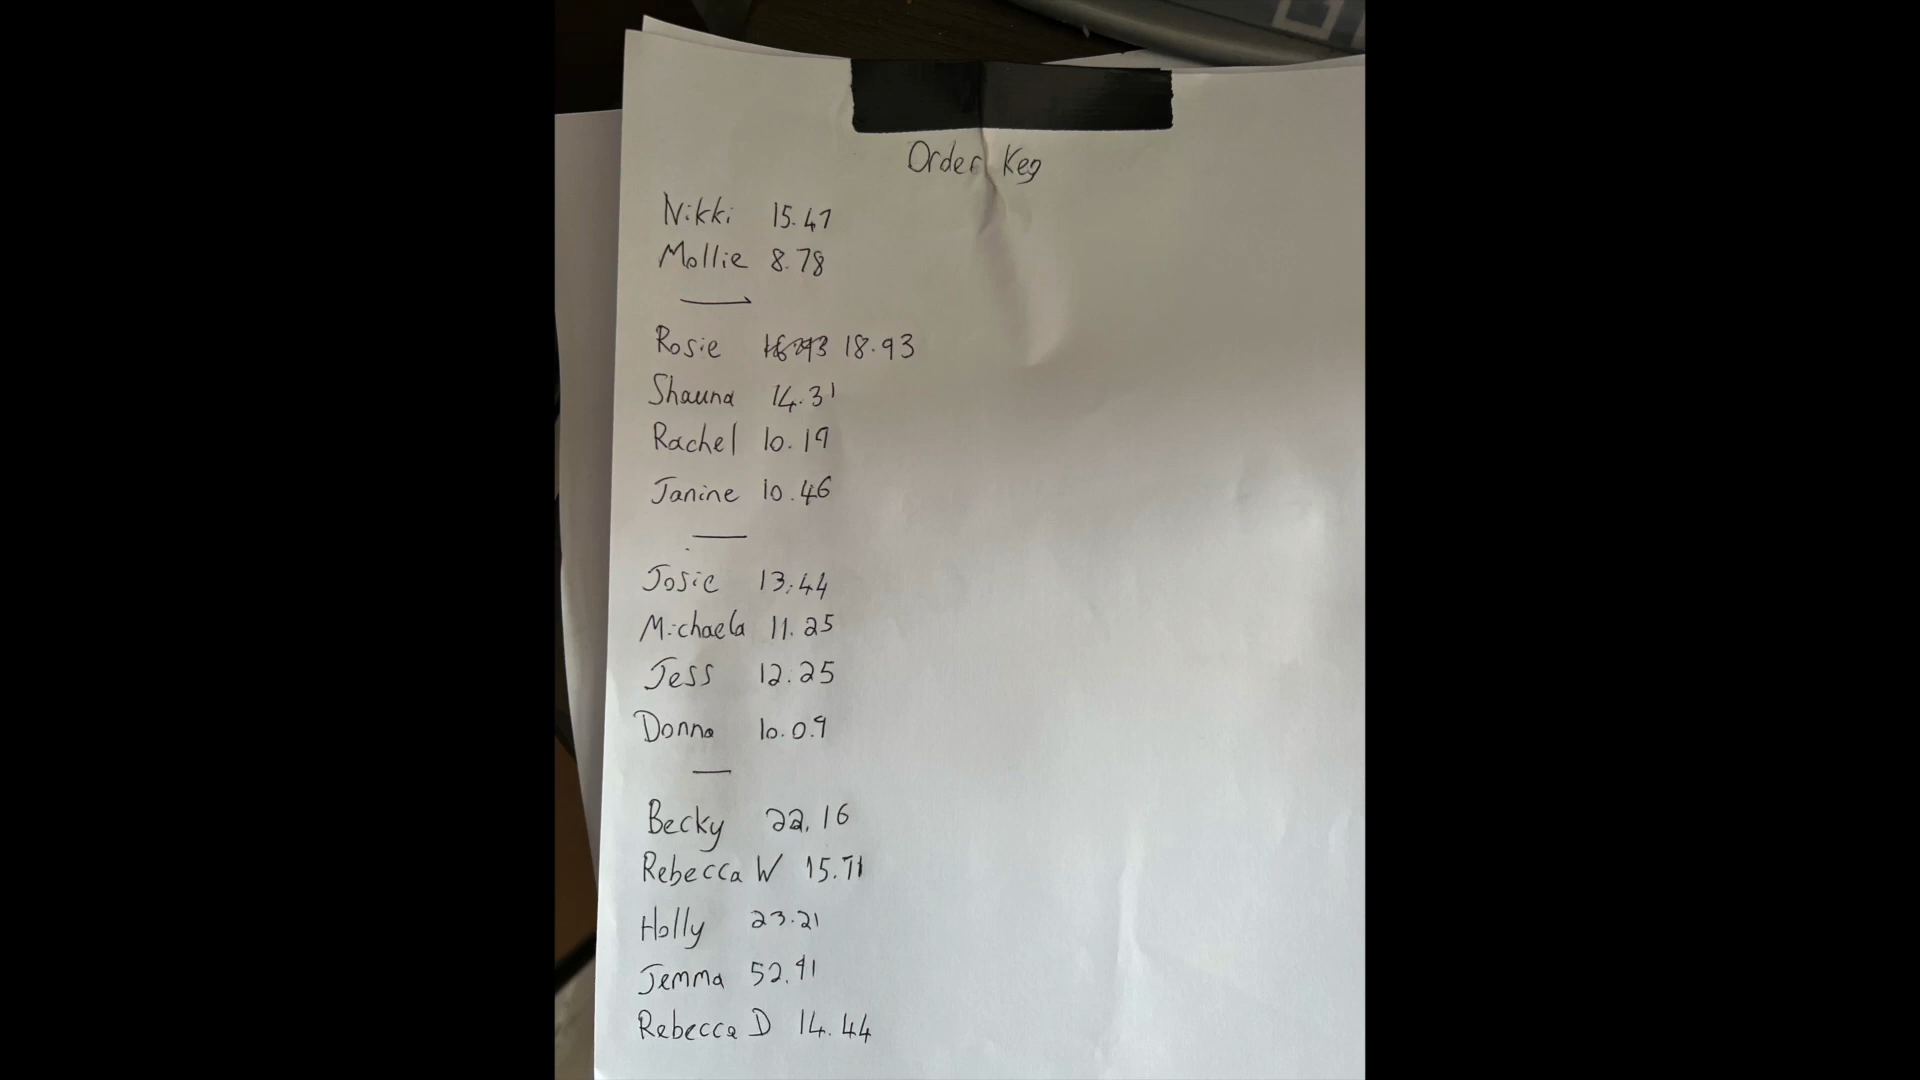 Order Key
Nikki 15.47
Mollie 8.78
Rosie 18.93
Shauna 14.31
Rachel 10.19
Janine 10.46
Josie 13.44
Michaela 11.25
Jess 12.25
Donna 10.09
Becky 22.16
Rebecca W 15.71
Holly 23.21
Jemma 52.91
Rebecca D 14.44